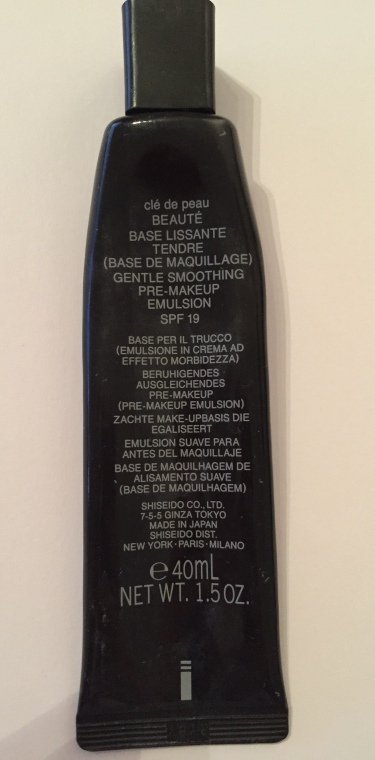 clé de peau
BEAUTÉ
BASE LISSANTE
TENDRE
(BASE DE MAQUILLAGE)
GENTLE SMOOTHING
PRE-MAKEUP
EMULSION
SPF 19
BASE PER IL TRUCCO
(EMULSIONE IN CREMA AD
EFFETTO MORBIDEZZA)
BERUHIGENDES
AUSGLEICHENDES
PRE-MAKEUP
(PRE-MAKEUP EMULSION)
ZACHTE MAKE-UPBASIS DIE
EGALISEERT
EMULSION SUAVE PARA
ANTES DEL MAQUILLAJE
BASE DE MAQUILHAGEM DE
ALISAMENTO SUAVE
(BASE DE MAQUILHAGEM)
SHISEIDO CO., LTD.
7-5-5 GINZA TOKYO
MADE IN JAPAN
SHISEIDO DIST.
NEW YORK·PARIS·MILANO
℮ 40mL
NET WT. 1.5 OZ.
i